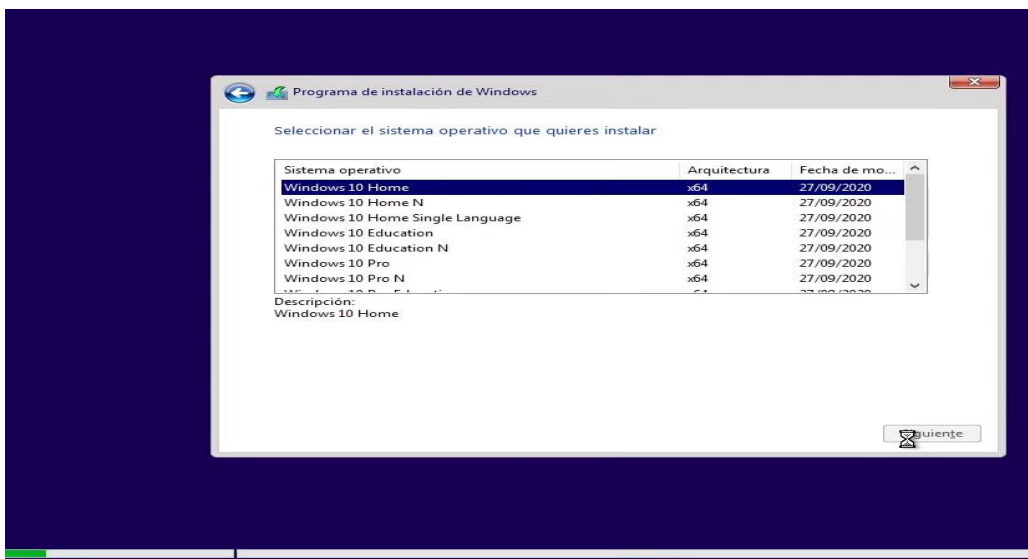 Programa de instalación de Windows
Seleccionar el sistema operativo que quieres instalar
Sistema operativo Arquitectura Fecha de mo...
Windows 10 Home x64 27/09/2020
Windows 10 Home N x64 27/09/2020
Windows 10 Home Single Language x64 27/09/2020
Windows 10 Education x64 27/09/2020
Windows 10 Education N x64 27/09/2020
Windows 10 Pro x64 27/09/2020
Windows 10 Pro N x64 27/09/2020
Descripción:
Windows 10 Home